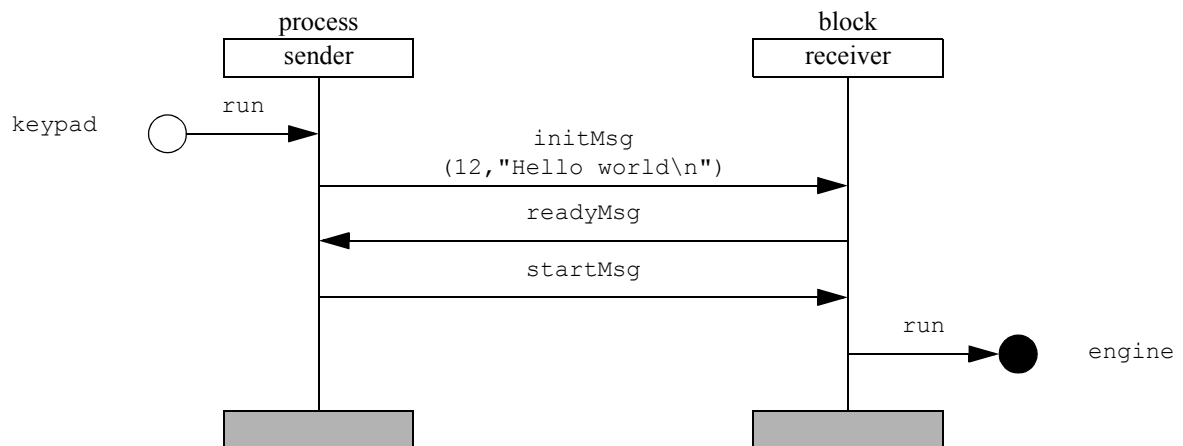 process
block
sender
receiver
run
keypad
initMsg
(12,"Hello world\n")
readyMsg
startMsg
run
engine